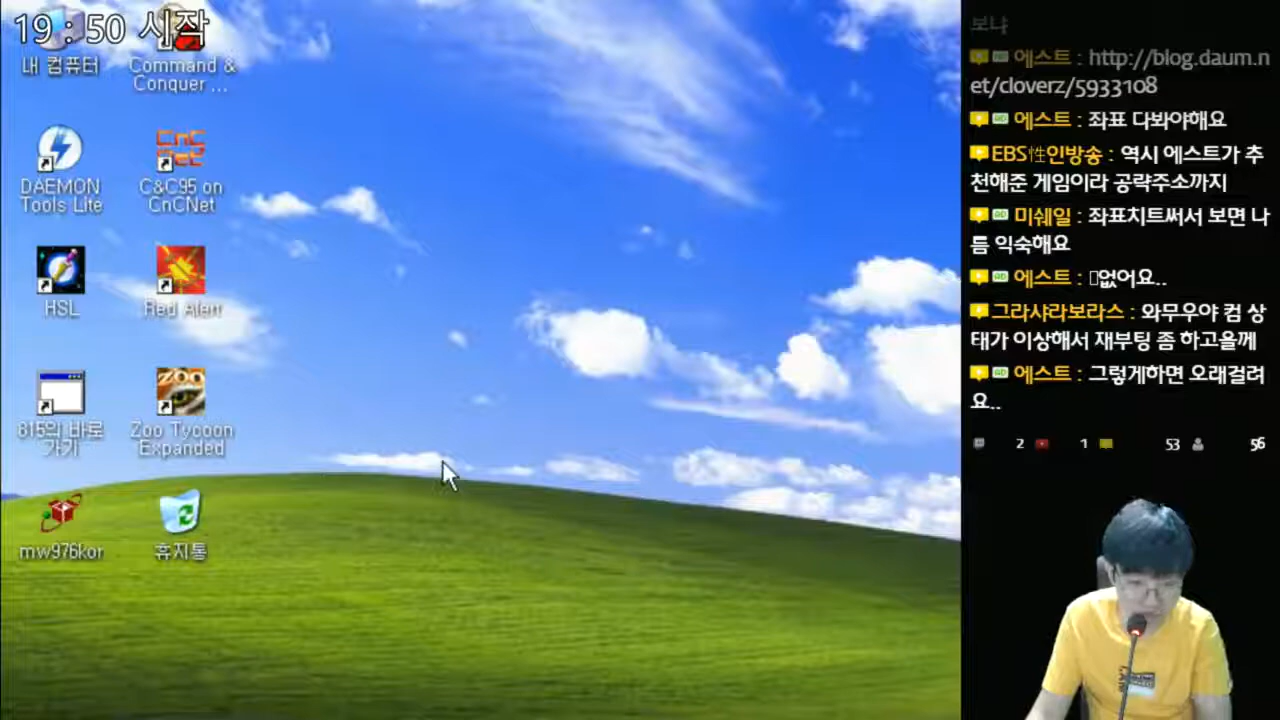 19 : 50 시작
내 컴퓨터
Command &
Conquer ...
DAEMON
Tools Lite
C&C95 on
CnCNet
HSL
Red Alert
815의 바로
가기
ZOO
Zoo Tycoon
Expanded
mw976kor
휴지통
보냐
에스트 : http://blog.daum.n
et/cloverz/5933108
에스트 : 좌표 다봐야해요
EBS性인방송 : 역시 에스트가 추
천해준 게임이라 공략주소까지
미쉐일 : 좌표치트써서 보면 나
름 익숙해요
에스트 : 없어요..
그라샤라보라스 : 와무우야 컴 상
태가 이상해서 재부팅 좀 하고올께
에스트 : 그렇게하면 오래걸려
요..
2 1 53 56